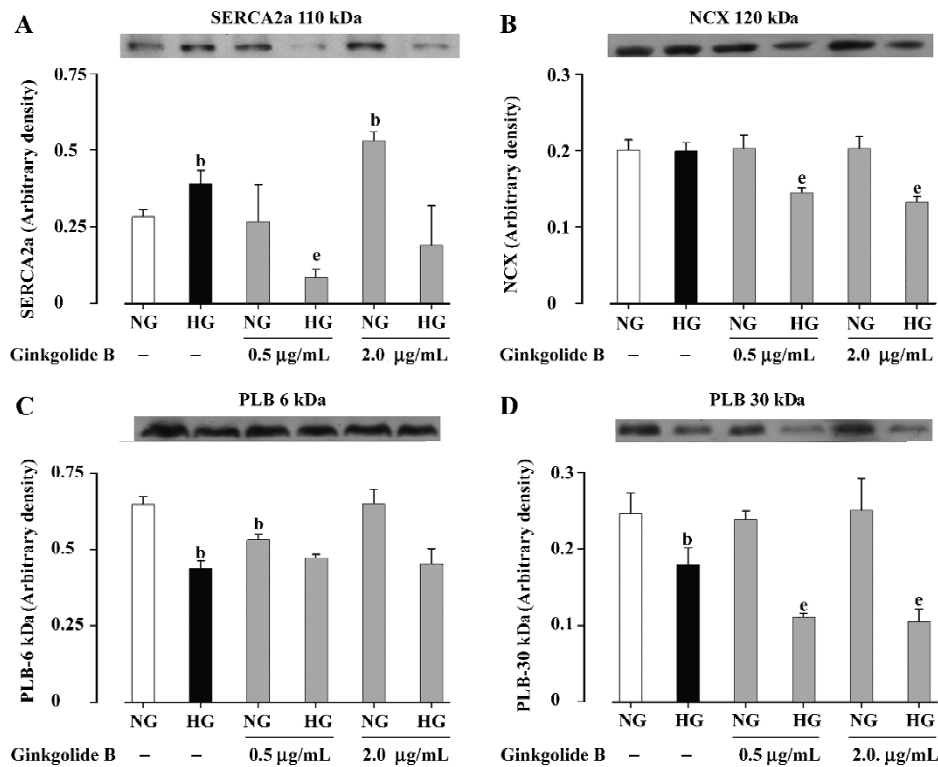 A
SERCA2a 110 kDa
SERCA2a (Arbitrary density)
0.75
0.5
0.25
0
b
e
b
NG HG NG HG NG HG
Ginkgolide B – – 0.5 µg/mL 2.0 µg/mL
B
NCX 120 kDa
NCX (Arbitrary density)
0.3
0.2
0.1
0
e
e
NG HG NG HG NG HG
Ginkgolide B – – 0.5 µg/mL 2.0 µg/mL
C
PLB 6 kDa
PLB-6 kDa (Arbitrary density)
0.75
0.5
0.25
0
b
b
NG HG NG HG NG HG
Ginkgolide B – – 0.5 µg/mL 2.0 µg/mL
D
PLB 30 kDa
PLB-30 kDa (Arbitrary density)
0.3
0.2
0.1
0
b
e
e
NG HG NG HG NG HG
Ginkgolide B – – 0.5 µg/mL 2.0. µg/mL